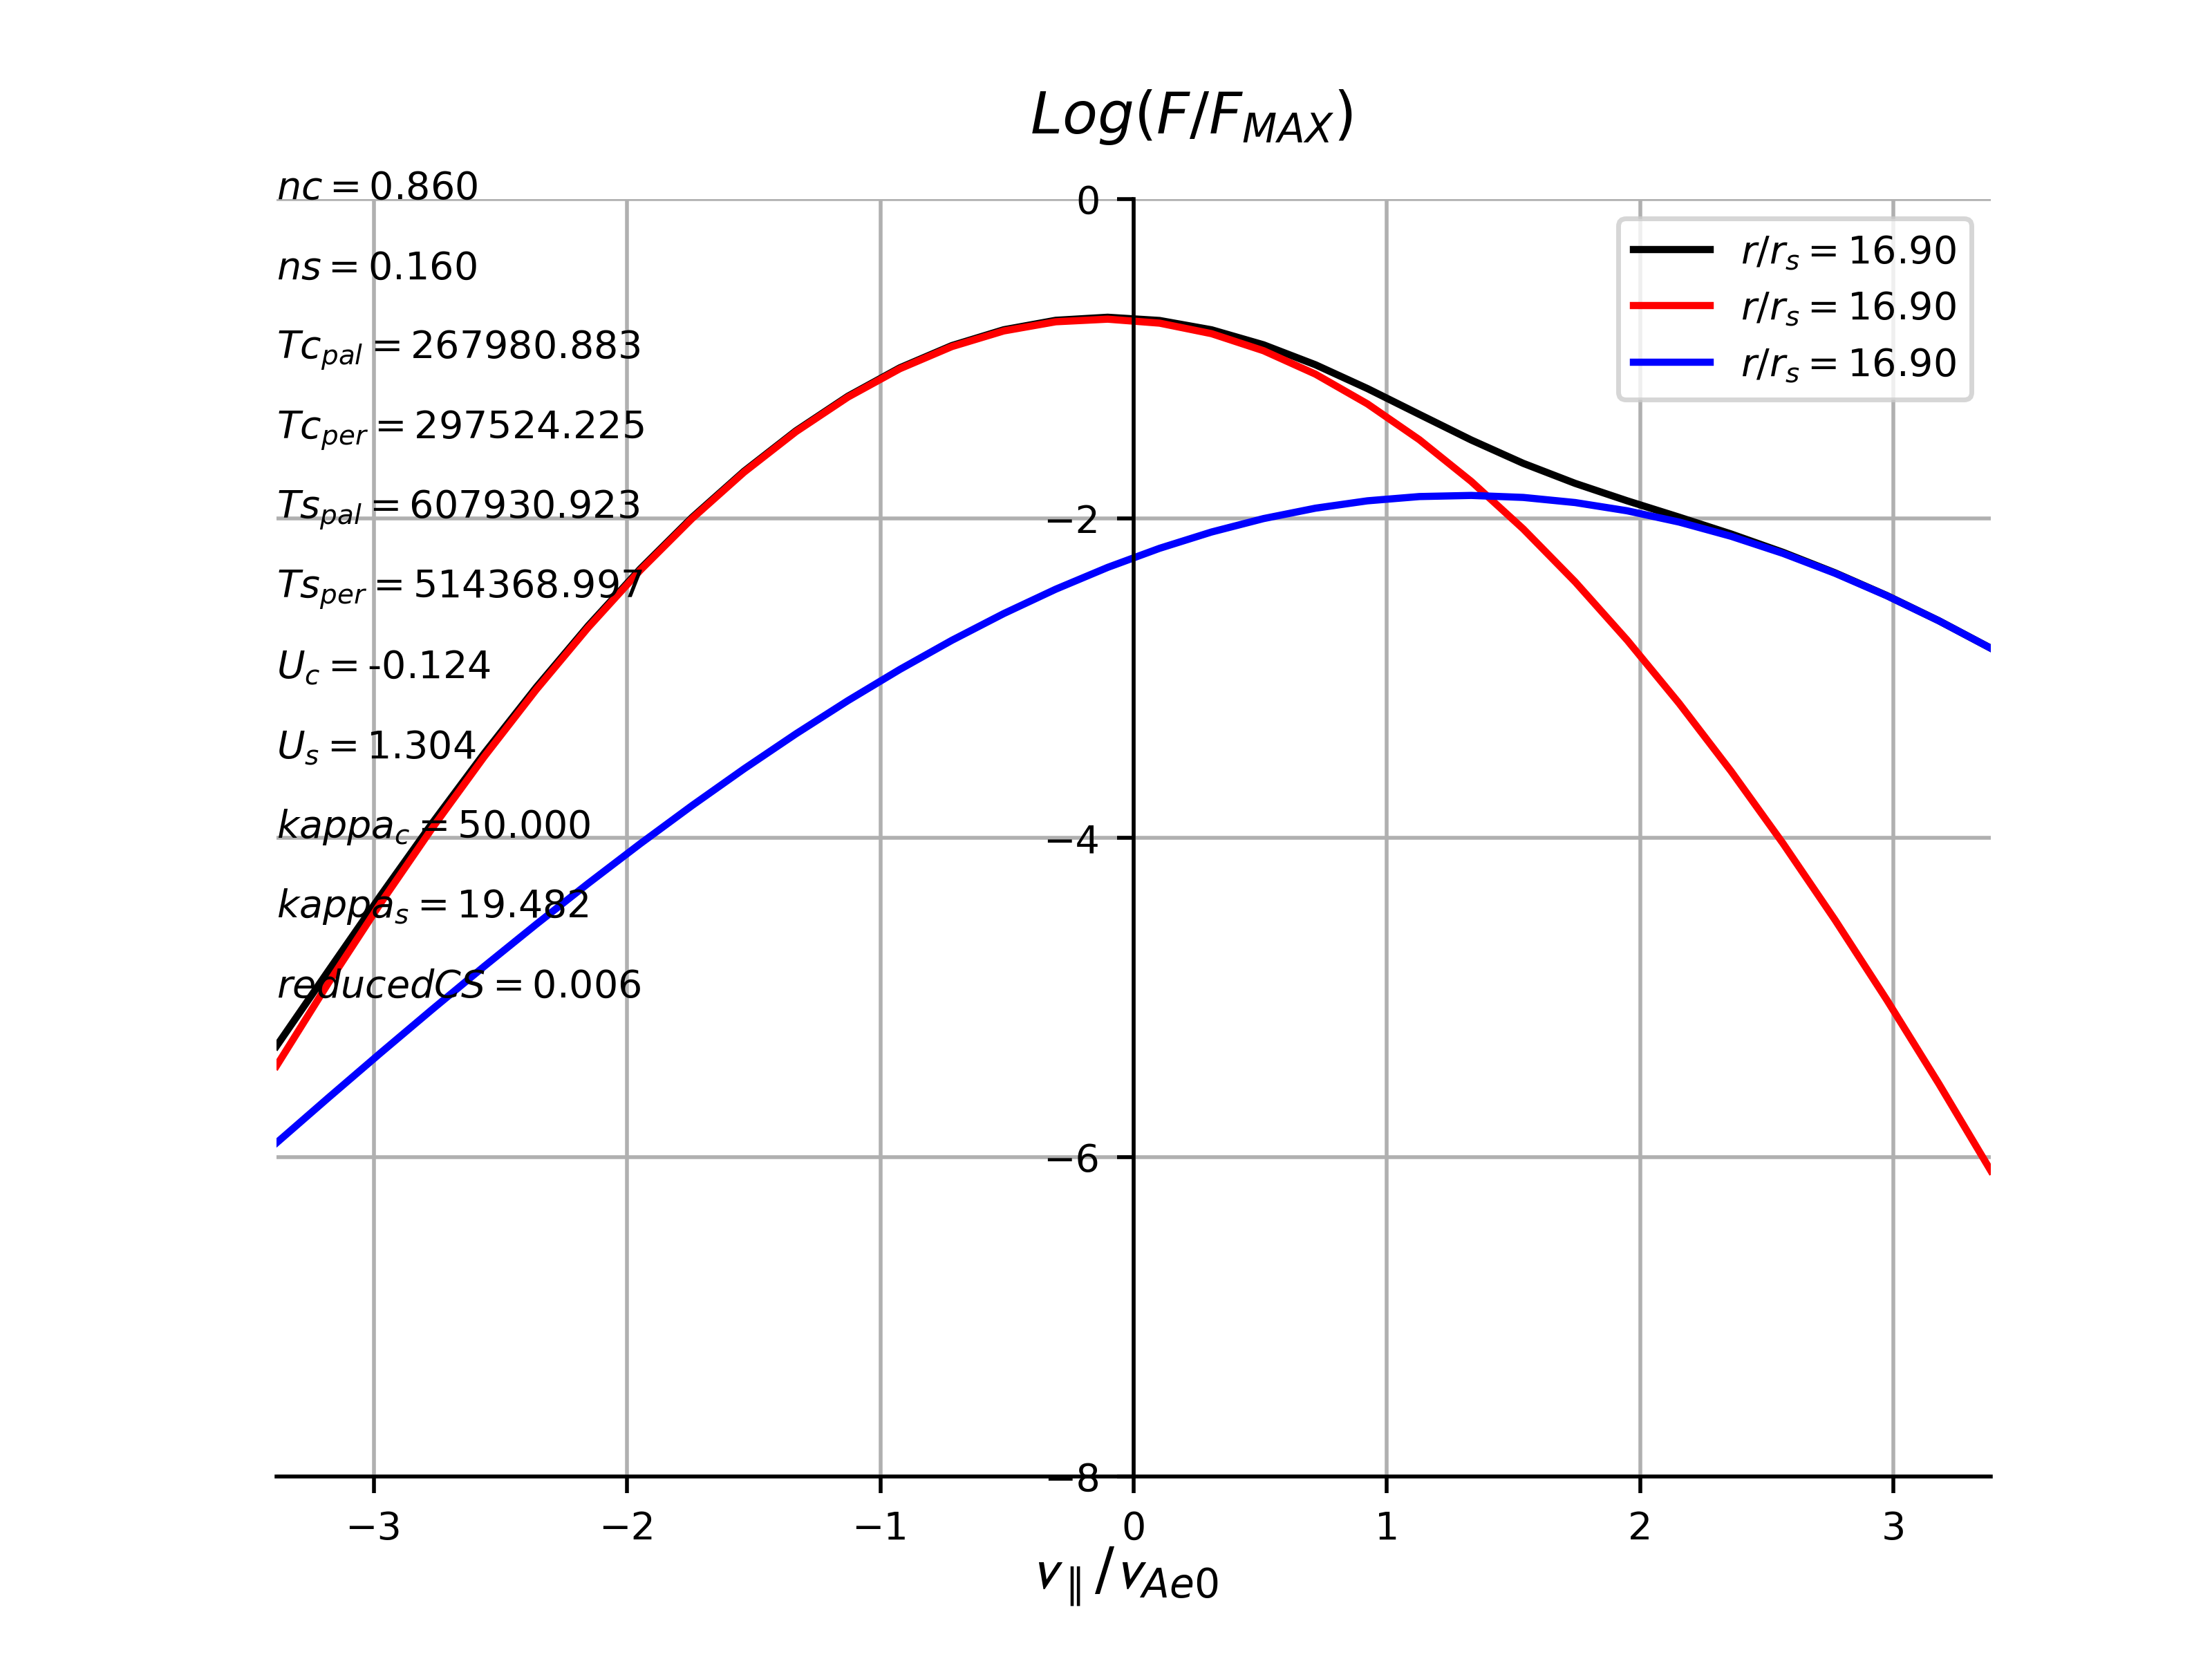 Log(F/F_MAX)
nc = 0.860
ns = 0.160
Tc_pal = 267980.883
Tc_per = 297524.225
Ts_pal = 607930.923
Ts_per = 514368.997
U_c = -0.124
U_s = 1.304
kappa_c = 50.000
kappa_s = 19.482
reducedCS = 0.006
r/r_s = 16.90
r/r_s = 16.90
r/r_s = 16.90
0
−2
−4
−6
−8
−3 −2 −1 0 1 2 3
v_∥/v_Ae0